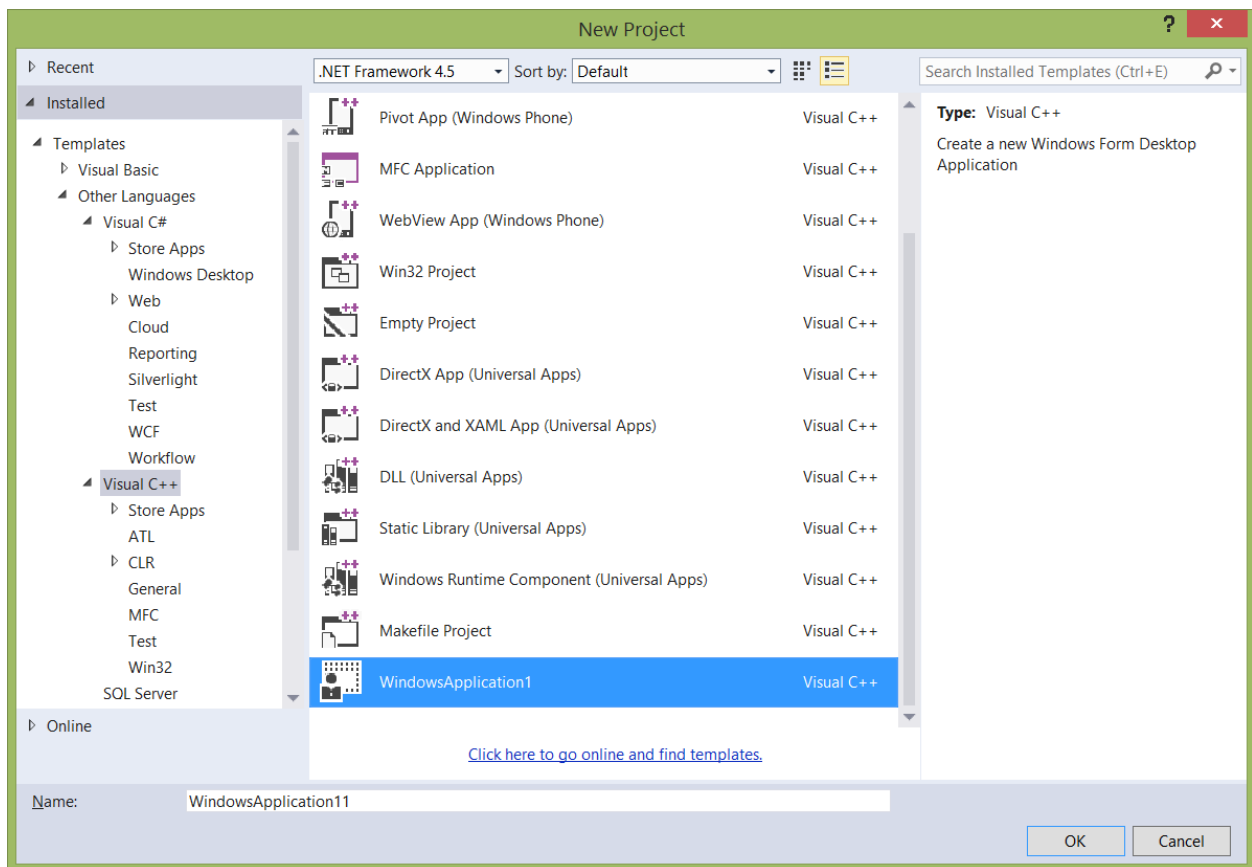 New Project
?
Recent
Installed
Templates
Visual Basic
Other Languages
Visual C#
Store Apps
Windows Desktop
Web
Cloud
Reporting
Silverlight
Test
WCF
Workflow
Visual C++
Store Apps
ATL
CLR
General
MFC
Test
Win32
SQL Server
Online
.NET Framework 4.5
Sort by: Default
Pivot App (Windows Phone) Visual C++
MFC Application Visual C++
WebView App (Windows Phone) Visual C++
Win32 Project Visual C++
Empty Project Visual C++
DirectX App (Universal Apps) Visual C++
DirectX and XAML App (Universal Apps) Visual C++
DLL (Universal Apps) Visual C++
Static Library (Universal Apps) Visual C++
Windows Runtime Component (Universal Apps) Visual C++
Makefile Project Visual C++
WindowsApplication1 Visual C++
Click here to go online and find templates.
Search Installed Templates (Ctrl+E)
Type: Visual C++
Create a new Windows Form Desktop
Application
Name: WindowsApplication11
OK Cancel